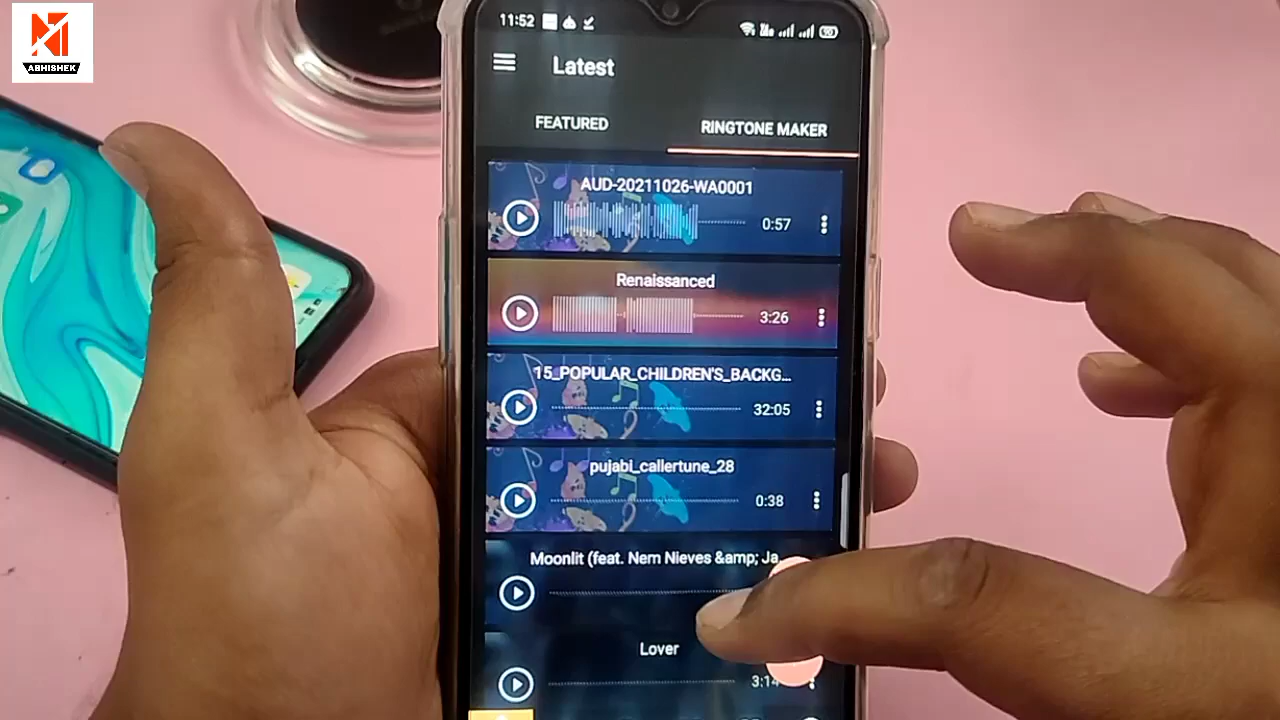 ABHISHEK
11:52
Latest
FEATURED
RINGTONE MAKER
AUD-20211026-WA0001
0:57
Renaissanced
3:26
15_POPULAR_CHILDREN'S_BACKG...
32:05
pujabi_callertune_28
0:38
Moonlit (feat. Nem Nieves &amp; Ja...
Lover
3:14